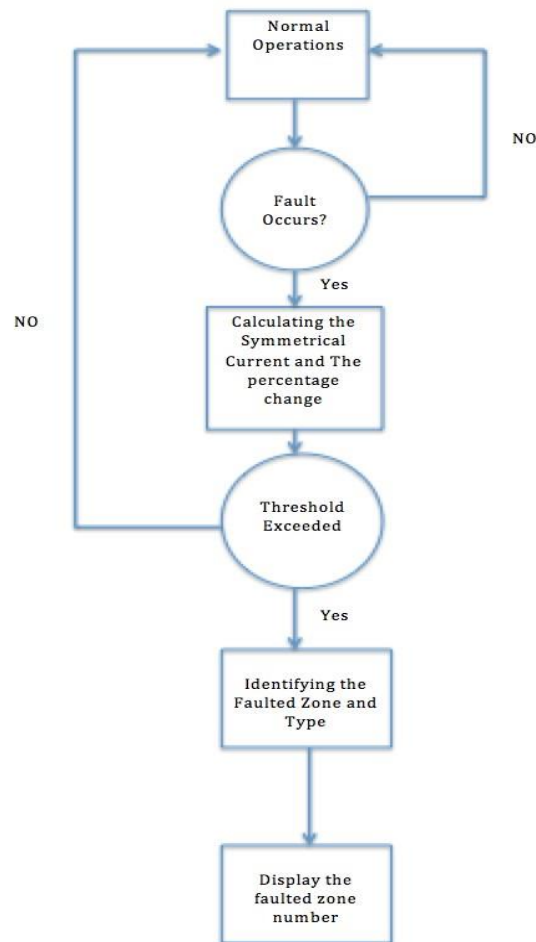 Normal
Operations
NO
Fault
Occurs?
Yes
Calculating the
Symmetrical
Current and The
percentage
change
NO
Threshold
Exceeded
Yes
Identifying the
Faulted Zone and
Type
Display the
faulted zone
number